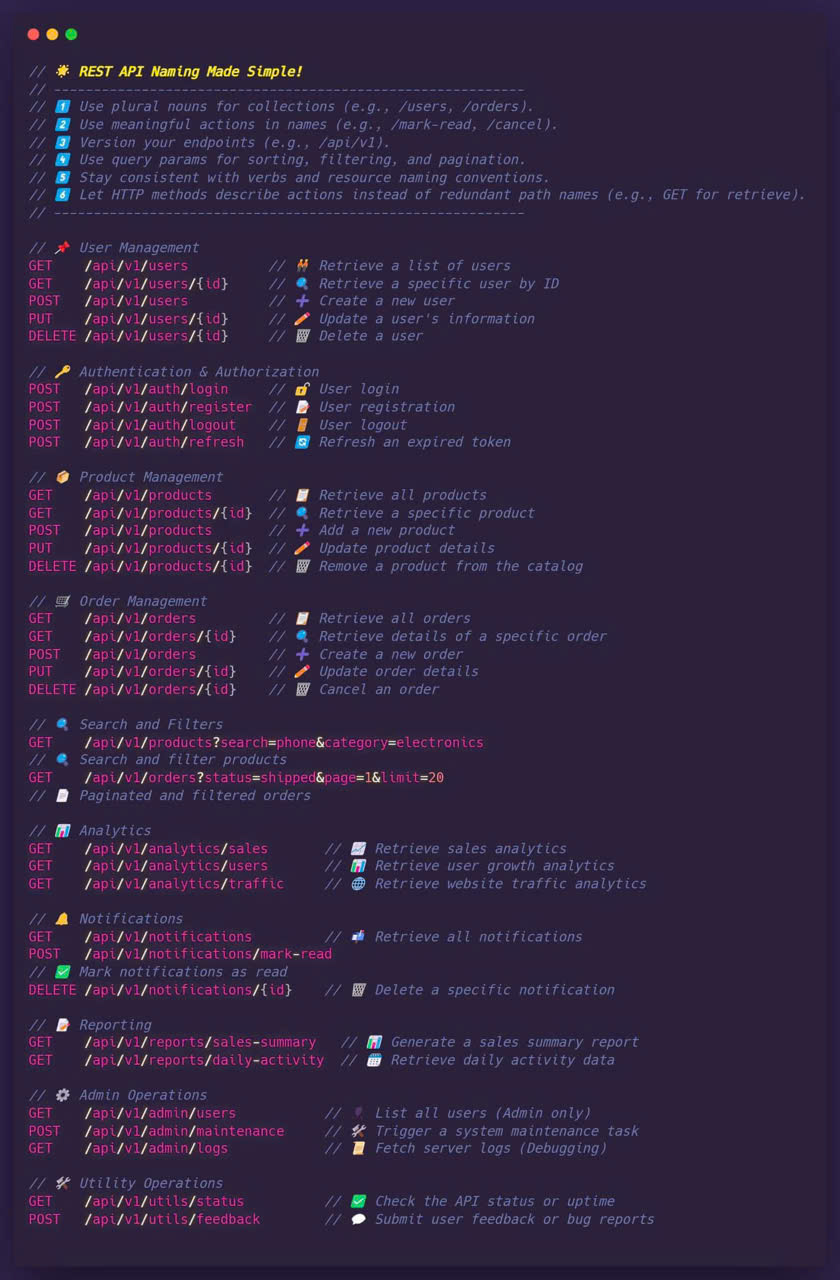 // 🌟 REST API Naming Made Simple!
// -----------------------------------------------------------
// 1️⃣ Use plural nouns for collections (e.g., /users, /orders).
// 2️⃣ Use meaningful actions in names (e.g., /mark-read, /cancel).
// 3️⃣ Version your endpoints (e.g., /api/v1).
// 4️⃣ Use query params for sorting, filtering, and pagination.
// 5️⃣ Stay consistent with verbs and resource naming conventions.
// 6️⃣ Let HTTP methods describe actions instead of redundant path names (e.g., GET for retrieve).
// -----------------------------------------------------------
// 📌 User Management
GET /api/v1/users // 👫 Retrieve a list of users
GET /api/v1/users/{id} // 🔍 Retrieve a specific user by ID
POST /api/v1/users // ➕ Create a new user
PUT /api/v1/users/{id} // ✏️ Update a user's information
DELETE /api/v1/users/{id} // 🗑️ Delete a user
// 🔑 Authentication & Authorization
POST /api/v1/auth/login // 🔓 User login
POST /api/v1/auth/register // 📝 User registration
POST /api/v1/auth/logout // 🚪 User logout
POST /api/v1/auth/refresh // 🔄 Refresh an expired token
// 📦 Product Management
GET /api/v1/products // 📋 Retrieve all products
GET /api/v1/products/{id} // 🔍 Retrieve a specific product
POST /api/v1/products // ➕ Add a new product
PUT /api/v1/products/{id} // ✏️ Update product details
DELETE /api/v1/products/{id} // 🗑️ Remove a product from the catalog
// 🛒 Order Management
GET /api/v1/orders // 📋 Retrieve all orders
GET /api/v1/orders/{id} // 🔍 Retrieve details of a specific order
POST /api/v1/orders // ➕ Create a new order
PUT /api/v1/orders/{id} // ✏️ Update order details
DELETE /api/v1/orders/{id} // 🗑️ Cancel an order
// 🔍 Search and Filters
GET /api/v1/products?search=phone&category=electronics
// 🔍 Search and filter products
GET /api/v1/orders?status=shipped&page=1&limit=20
// 📄 Paginated and filtered orders
// 📊 Analytics
GET /api/v1/analytics/sales // 📈 Retrieve sales analytics
GET /api/v1/analytics/users // 📊 Retrieve user growth analytics
GET /api/v1/analytics/traffic // 🌐 Retrieve website traffic analytics
// 🔔 Notifications
GET /api/v1/notifications // 📬 Retrieve all notifications
POST /api/v1/notifications/mark-read
// ✅ Mark notifications as read
DELETE /api/v1/notifications/{id} // 🗑️ Delete a specific notification
// 📝 Reporting
GET /api/v1/reports/sales-summary // 📊 Generate a sales summary report
GET /api/v1/reports/daily-activity // 🗓️ Retrieve daily activity data
// ⚙️ Admin Operations
GET /api/v1/admin/users // 👤 List all users (Admin only)
POST /api/v1/admin/maintenance // 🛠️ Trigger a system maintenance task
GET /api/v1/admin/logs // 📜 Fetch server logs (Debugging)
// 🛠️ Utility Operations
GET /api/v1/utils/status // ✅ Check the API status or uptime
POST /api/v1/utils/feedback // 💬 Submit user feedback or bug reports